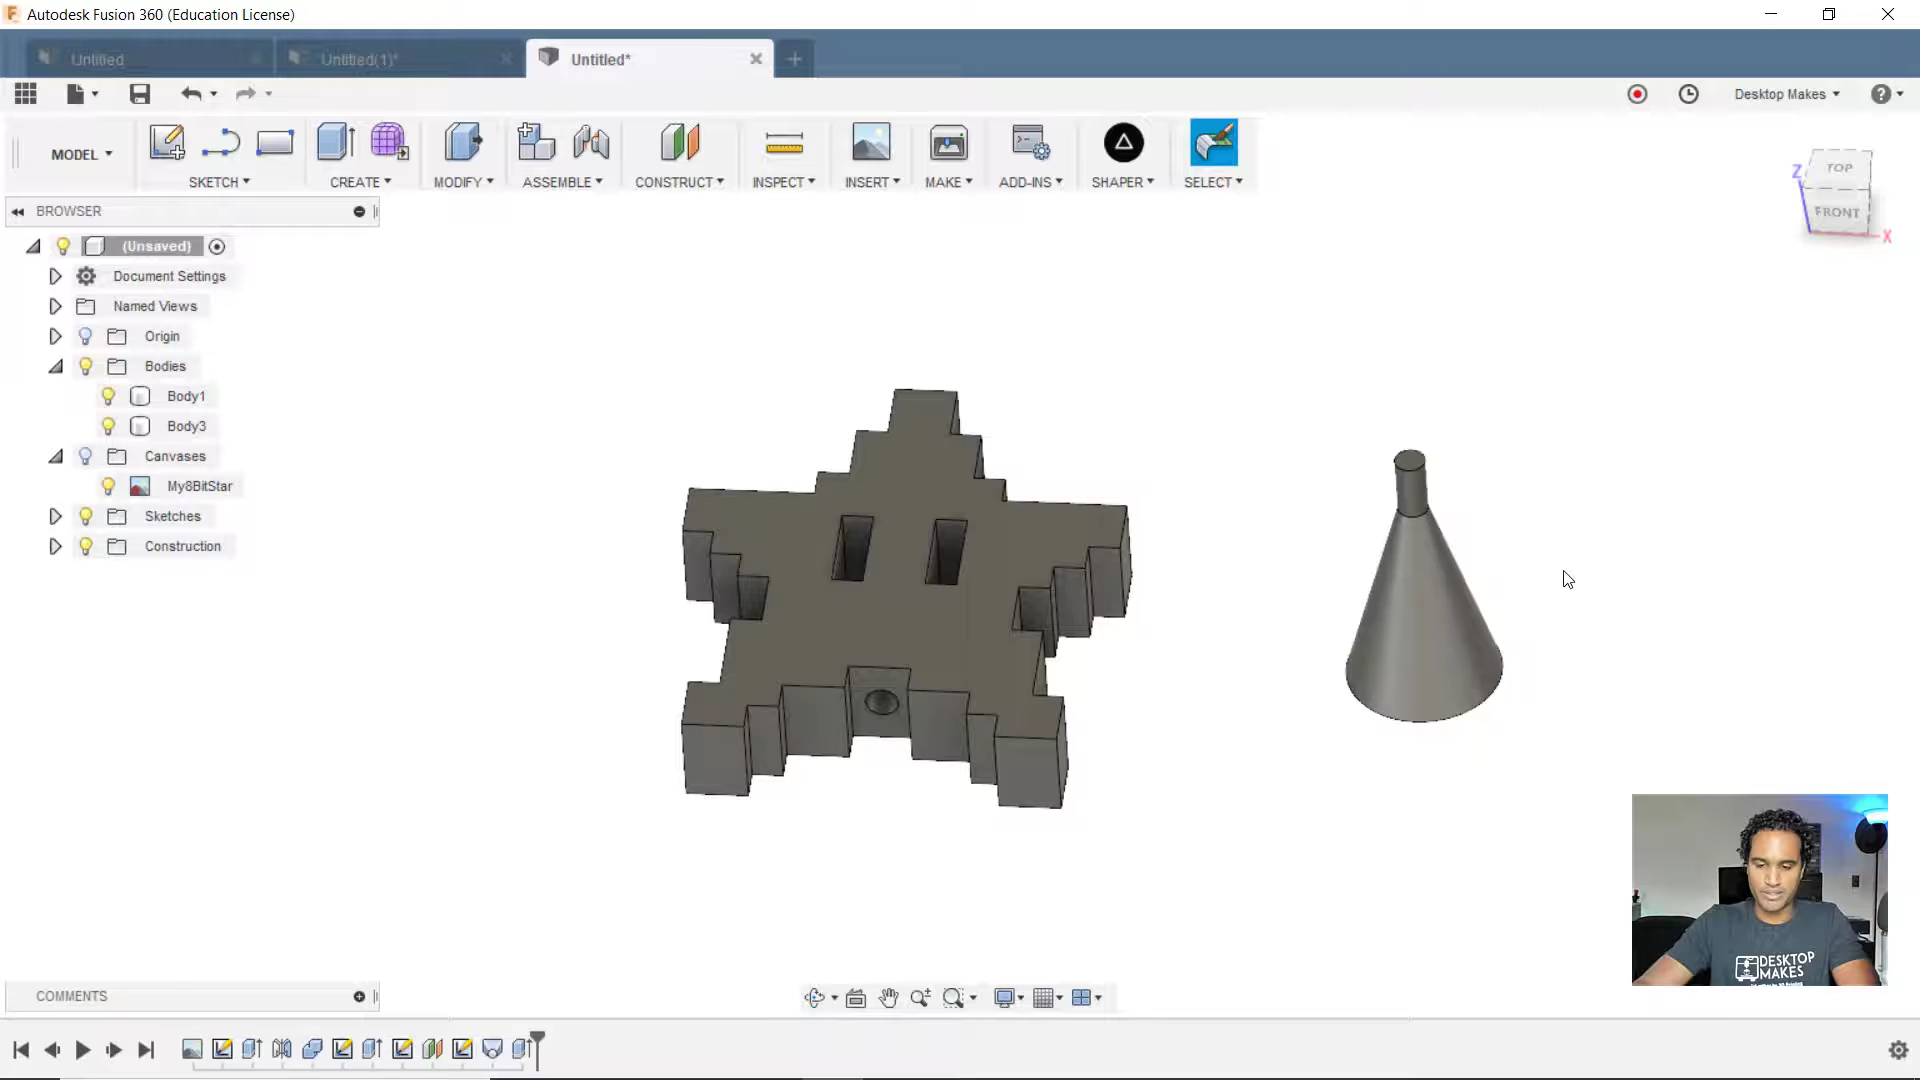 Autodesk Fusion 360 (Education License)
Untitled
Untitled(1)*
Untitled*
Desktop Makes
MODEL
SKETCH
CREATE
MODIFY
ASSEMBLE
CONSTRUCT
INSPECT
INSERT
MAKE
ADD-INS
SHAPER
SELECT
BROWSER
(Unsaved)
Document Settings
Named Views
Origin
Bodies
Body1
Body3
Canvases
My8BitStar
Sketches
Construction
Z
TOP
FRONT
X
DESKTOP
MAKES
COMMENTS